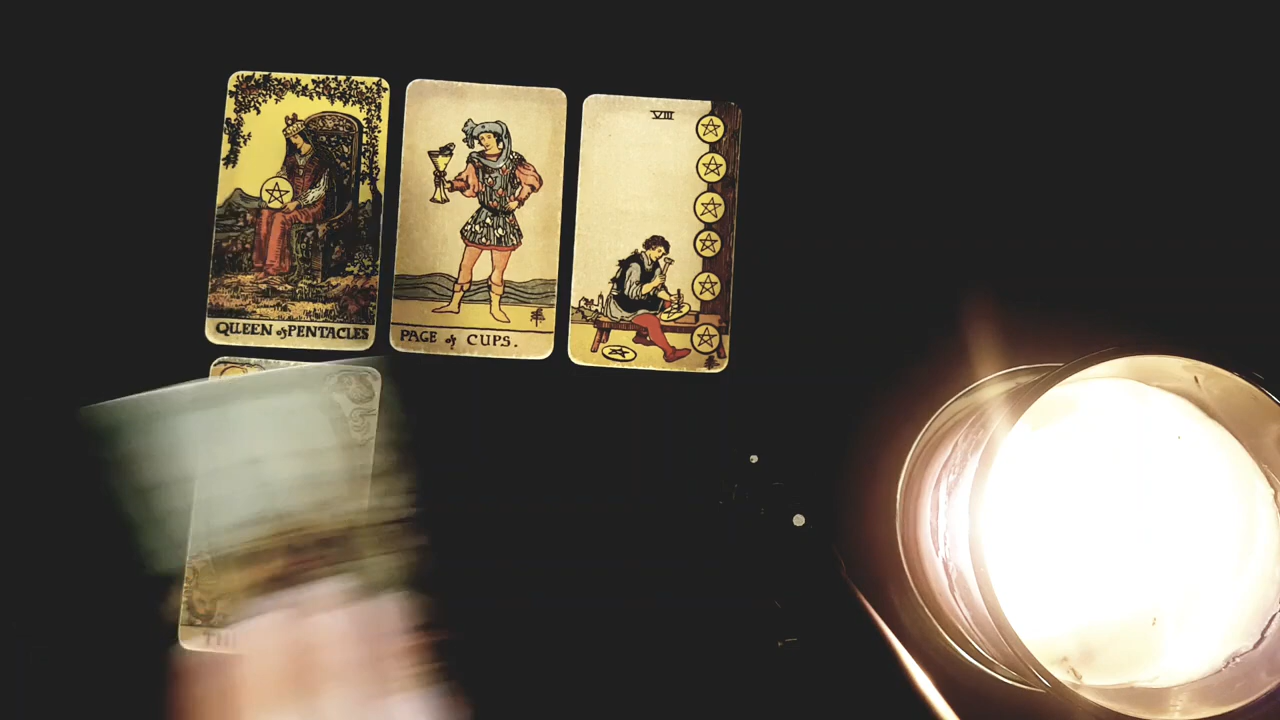 QUEEN of PENTACLES
PAGE of CUPS.
VIII